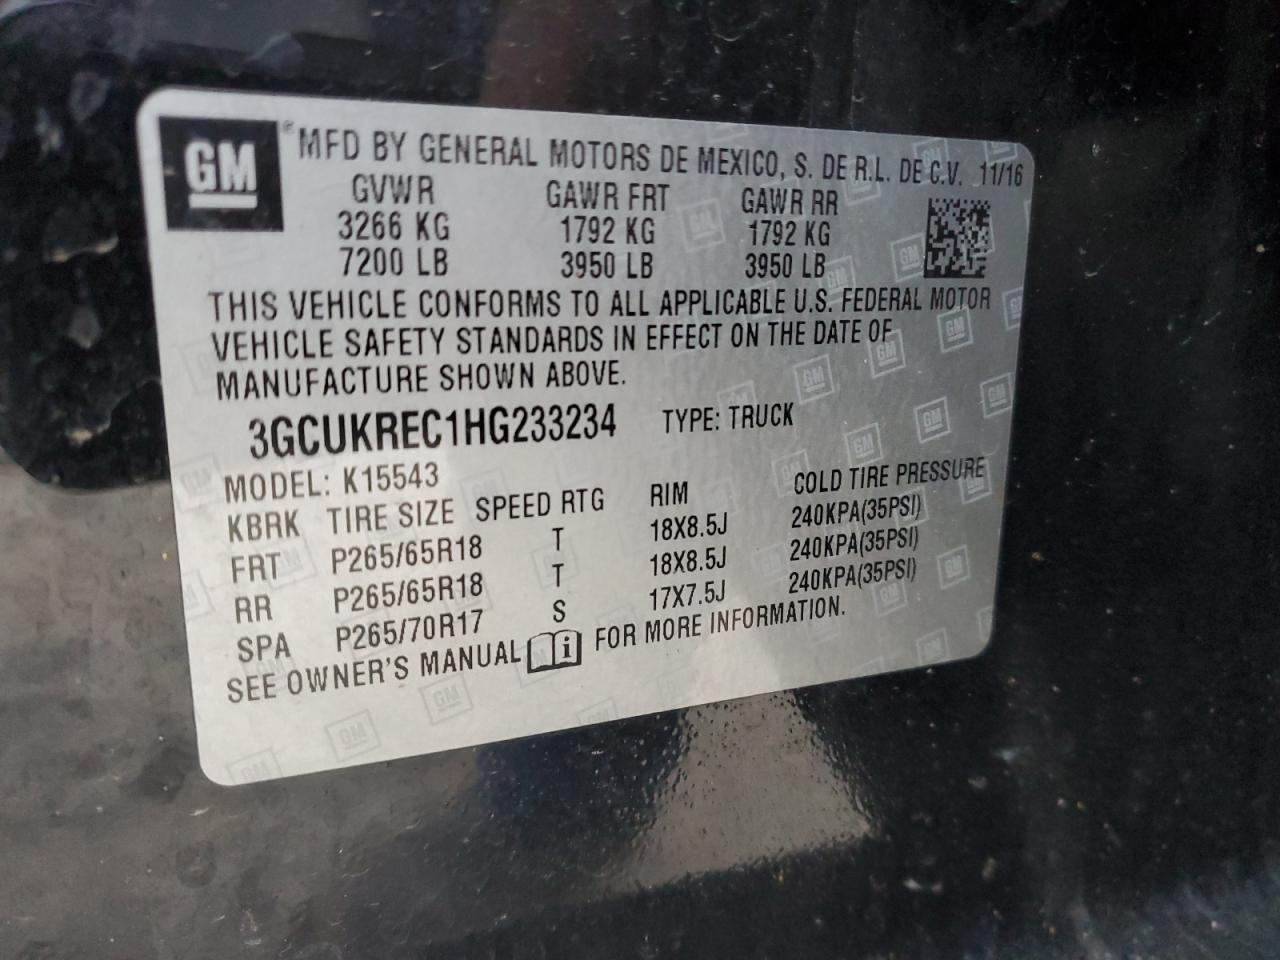 GM
® MFD BY GENERAL MOTORS DE MEXICO, S. DE R.L. DE C.V. 11/16
GVWR GAWR FRT GAWR RR
3266 KG 1792 KG 1792 KG
7200 LB 3950 LB 3950 LB
THIS VEHICLE CONFORMS TO ALL APPLICABLE U.S. FEDERAL MOTOR
VEHICLE SAFETY STANDARDS IN EFFECT ON THE DATE OF
MANUFACTURE SHOWN ABOVE.
3GCUKREC1HG233234 TYPE: TRUCK
MODEL: K15543
KBRK TIRE SIZE SPEED RTG RIM COLD TIRE PRESSURE
FRT P265/65R18 T 18X8.5J 240KPA(35PSI)
RR P265/65R18 T 18X8.5J 240KPA(35PSI)
SPA P265/70R17 S 17X7.5J 240KPA(35PSI)
SEE OWNER'S MANUAL i FOR MORE INFORMATION.